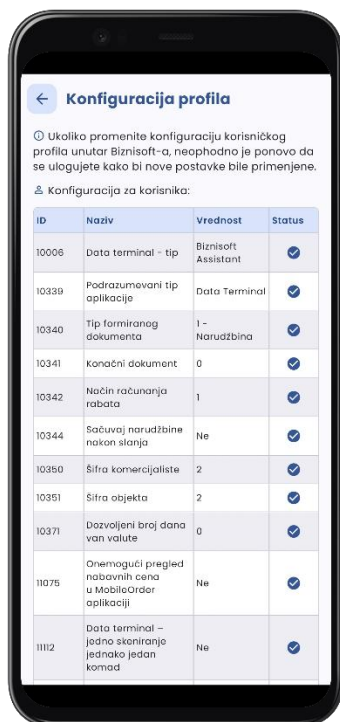 Konfiguracija profila
Ukoliko promenite konfiguraciju korisničkog
profila unutar Biznisoft-a, neophodno je ponovo da
se ulogujete kako bi nove postavke bile primenjene.
Konfiguracija za korisnika:
ID Naziv Vrednost Status
10006 Data terminal - tip Biznisoft
Assistant
10339 Podrazumevani tip
aplikacije Data Terminal
10340 Tip formiranog
dokumenta 1 -
Narudžbina
10341 Konačni dokument 0
10342 Način računanja
rabata 1
10344 Sačuvaj narudžbine
nakon slanja Ne
10350 Šifra komercijaliste 2
10351 Šifra objekta 2
10371 Dozvoljeni broj dana
van valute 0
11075 Onemogući pregled
nabavnih cena
u MobileOrder
aplikaciji Ne
11112 Data terminal –
jedno skeniranje
jednako jedan
komad Ne